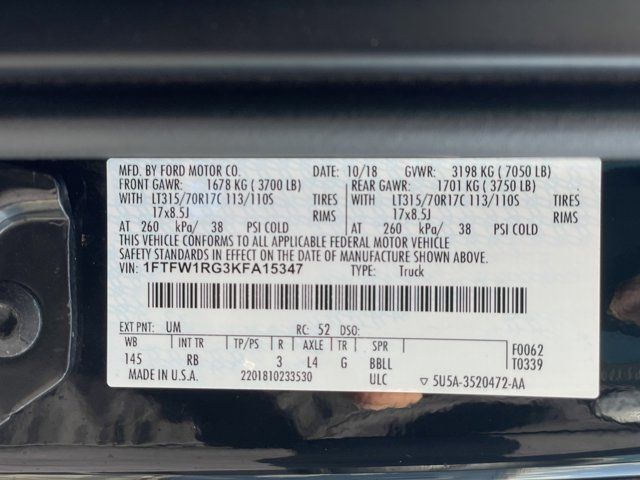 MFD. BY FORD MOTOR CO. DATE: 10/18 GVWR: 3198 KG ( 7050 LB)
FRONT GAWR: 1678 KG ( 3700 LB) REAR GAWR: 1701 KG ( 3750 LB)
WITH LT315/70R17C 113/110S TIRES WITH LT315/70R17C 113/110S TIRES
17x8.5J RIMS 17x8.5J RIMS
AT 260 kPa/ 38 PSI COLD AT 260 kPa/ 38 PSI COLD
THIS VEHICLE CONFORMS TO ALL APPLICABLE FEDERAL MOTOR VEHICLE
SAFETY STANDARDS IN EFFECT ON THE DATE OF MANUFACTURE SHOWN ABOVE.
VIN: 1FTFW1RG3KFA15347 TYPE: Truck
EXT PNT: UM RC: 52 DSO:
WB INT TR TP/PS R AXLE TR SPR F0062
145 RB 3 L4 G BBLL T0339
MADE IN U.S.A. 2201810233530 ULC ▽ 5U5A-3520472-AA